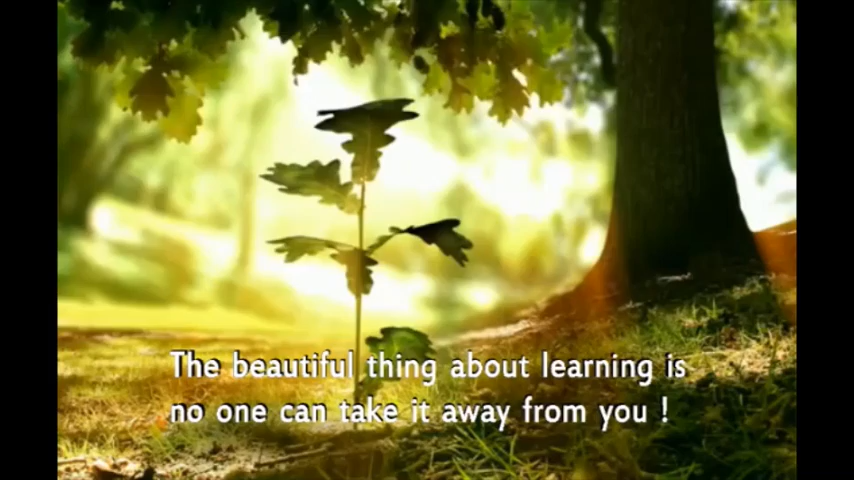 The beautiful thing about learning is
no one can take it away from you !